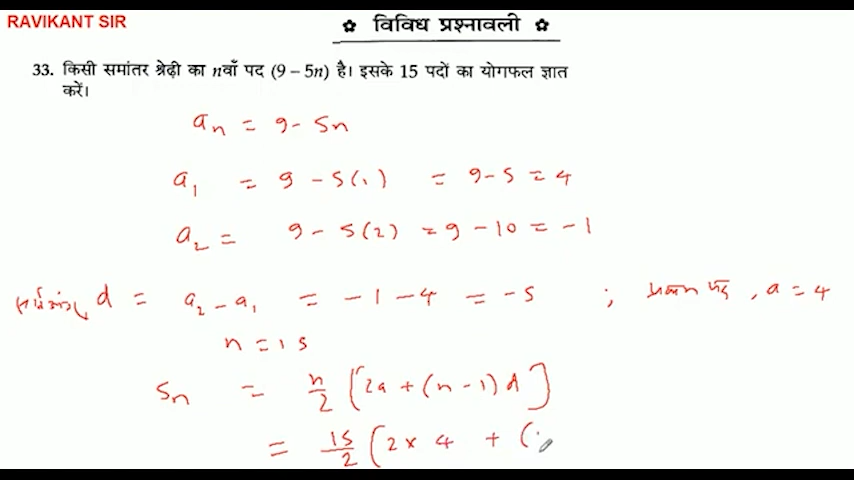 RAVIKANT SIR
✿ विविध प्रश्नावली ✿
33. किसी समांतर श्रेढ़ी का nवाँ पद (9 – 5n) है। इसके 15 पदों का योगफल ज्ञात
करें।
aₙ = 9 - 5n
a₁ = 9 - 5(1) = 9-5 = 4
a₂ = 9 - 5(2) = 9 - 10 = -1
d = a₂ - a₁ = -1 - 4 = -5 ; प्रथम पद, a = 4
n = 15
Sₙ = n/2 [2a + (n - 1) d]
= 15/2 (2 × 4 + (